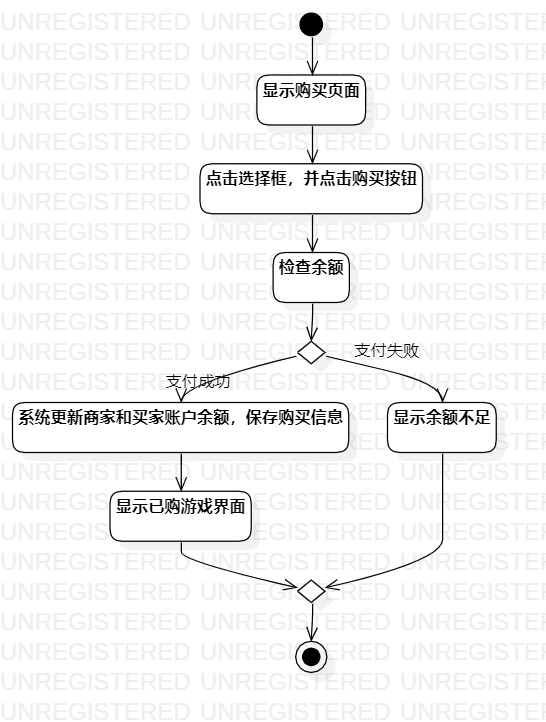 显示购买页面
点击选择框，并点击购买按钮
检查余额
支付失败
支付成功
系统更新商家和买家账户余额，保存购买信息
显示余额不足
显示已购游戏界面
UNREGISTERED UNREGISTERED UNREGISTERED